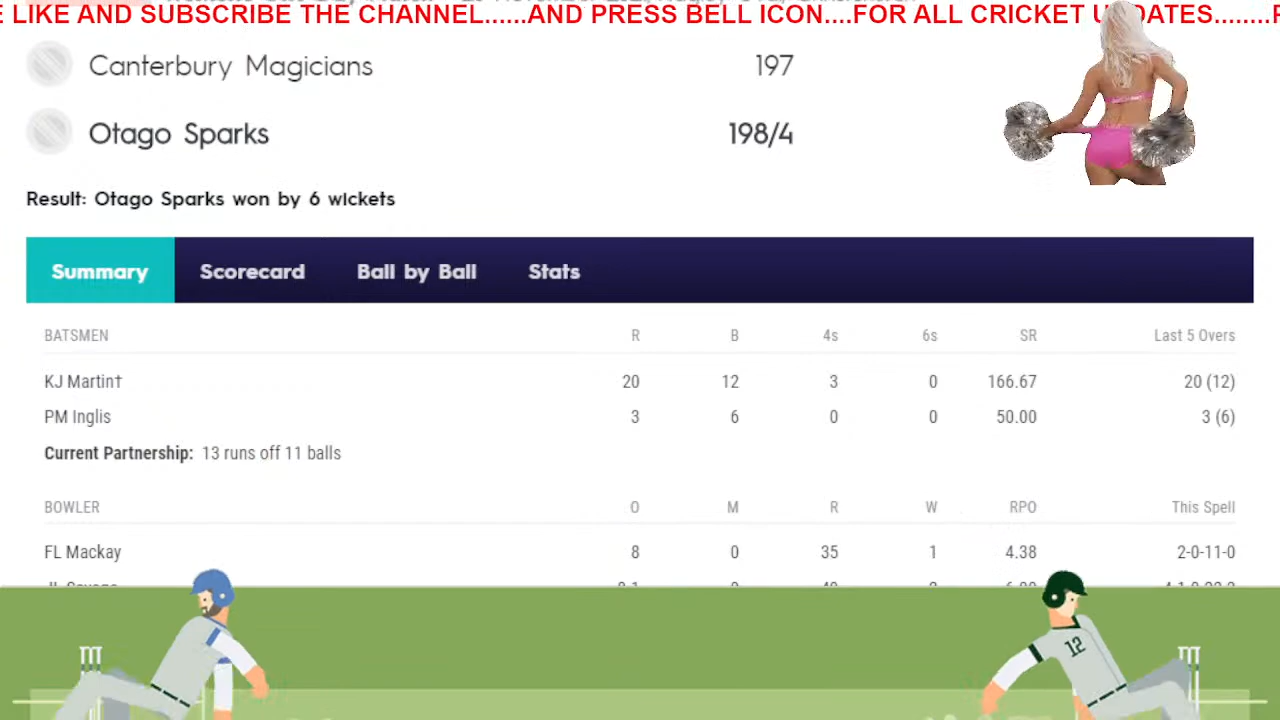 LIKE AND SUBSCRIBE THE CHANNEL......AND PRESS BELL ICON....FOR ALL CRICKET UPDATES........F
Canterbury Magicians 197
Otago Sparks 198/4
Result: Otago Sparks won by 6 wickets
Summary Scorecard Ball by Ball Stats
BATSMEN R B 4s 6s SR Last 5 Overs
KJ Martin† 20 12 3 0 166.67 20 (12)
PM Inglis 3 6 0 0 50.00 3 (6)
Current Partnership: 13 runs off 11 balls
BOWLER O M R W RPO This Spell
FL Mackay 8 0 35 1 4.38 2-0-11-0
12